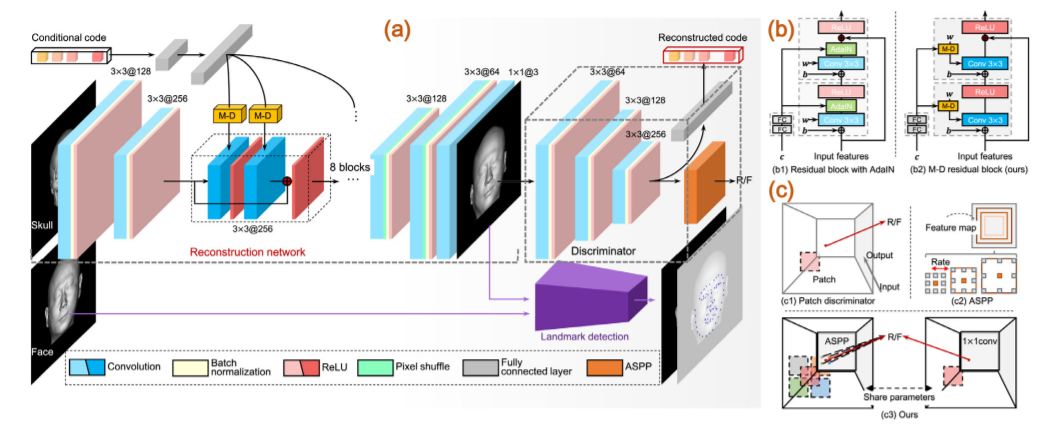 (a)
Conditional code
3×3@128
3×3@256
M-D
M-D
8 blocks
...
...
3×3@256
Skull
Reconstruction network
3×3@128
3×3@64
1×1@3
Reconstructed code
3×3@64
3×3@128
3×3@256
R/F
Discriminator
Face
Landmark detection
Convolution
Batch
normalization
ReLU
Pixel shuffle
Fully
connected layer
ASPP
(b)
ReLU
AdaIN
w
Conv 3×3
b
ReLU
AdaIN
w
Conv 3×3
FC
FC
b
c
Input features
(b1) Residual block with AdaIN
ReLU
w
M-D
Conv 3×3
b
ReLU
w
M-D
Conv 3×3
FC
FC
b
c
Input features
(b2) M-D residual block (ours)
(c)
R/F
Output
Input
Patch
(c1) Patch discriminator
Feature map
Rate
(c2) ASPP
ASPP
R/F
1×1conv
Share parameters
(c3) Ours